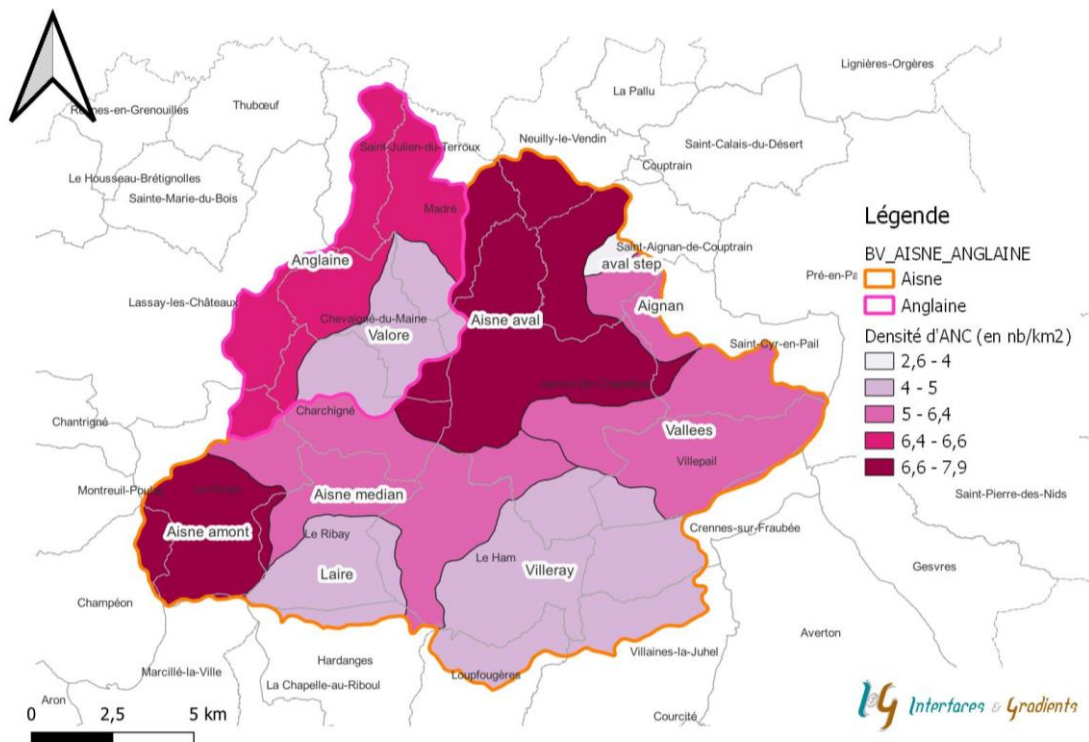 Lignières-Orgères
La Pallu
Rennes-en-Grenouilles
Thubœuf
Neuilly-le-Vendin
Saint-Calais-du-Désert
Saint-Julien-du-Terroux
Couptrain
Le Housseau-Brétignolles
Sainte-Marie-du-Bois
Madré
Légende
Saint-Aignan-de-Couptrain
BV_AISNE_ANGLAINE
Anglaine
aval step
Pré-en-Pa
Aisne
Lassay-les-Châteaux
Aignan
Anglaine
Chevaigné-du-Maine
Aisne aval
Valore
Densité d'ANC (en nb/km2)
Saint-Cyr-en-Pail
2,6 - 4
4 - 5
Charchigné
5 - 6,4
Chantrigné
Vallees
6,4 - 6,6
Villepail
6,6 - 7,9
Montreuil-Poulay
Aisne median
Saint-Pierre-des-Nids
Aisne amont
Crennes-sur-Fraubée
Le Ribay
Le Ham
Gesvres
Laire
Villeray
Champéon
Averton
Villaines-la-Juhel
Hardanges
Marcillé-la-Ville
Loupfougères
La Chapelle-au-Riboul
Aron
Courcité
0 2,5 5 km
I&G Interfaces & Gradients